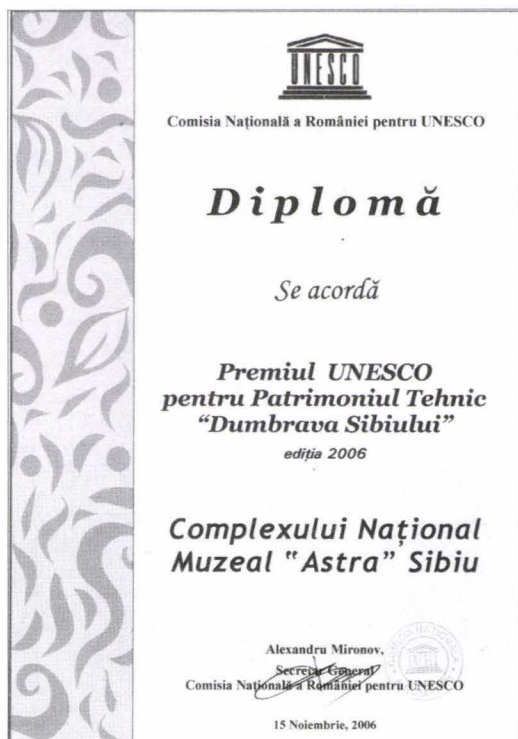 UNESCO
Comisia Națională a României pentru UNESCO
Diplomă
Se acordă
Premiul UNESCO
pentru Patrimoniul Tehnic
“Dumbrava Sibiului”
ediția 2006
Complexului Național
Muzeal “Astra” Sibiu
Alexandru Mironov,
Secretar General
Comisia Națională a României pentru UNESCO
15 Noiembrie, 2006